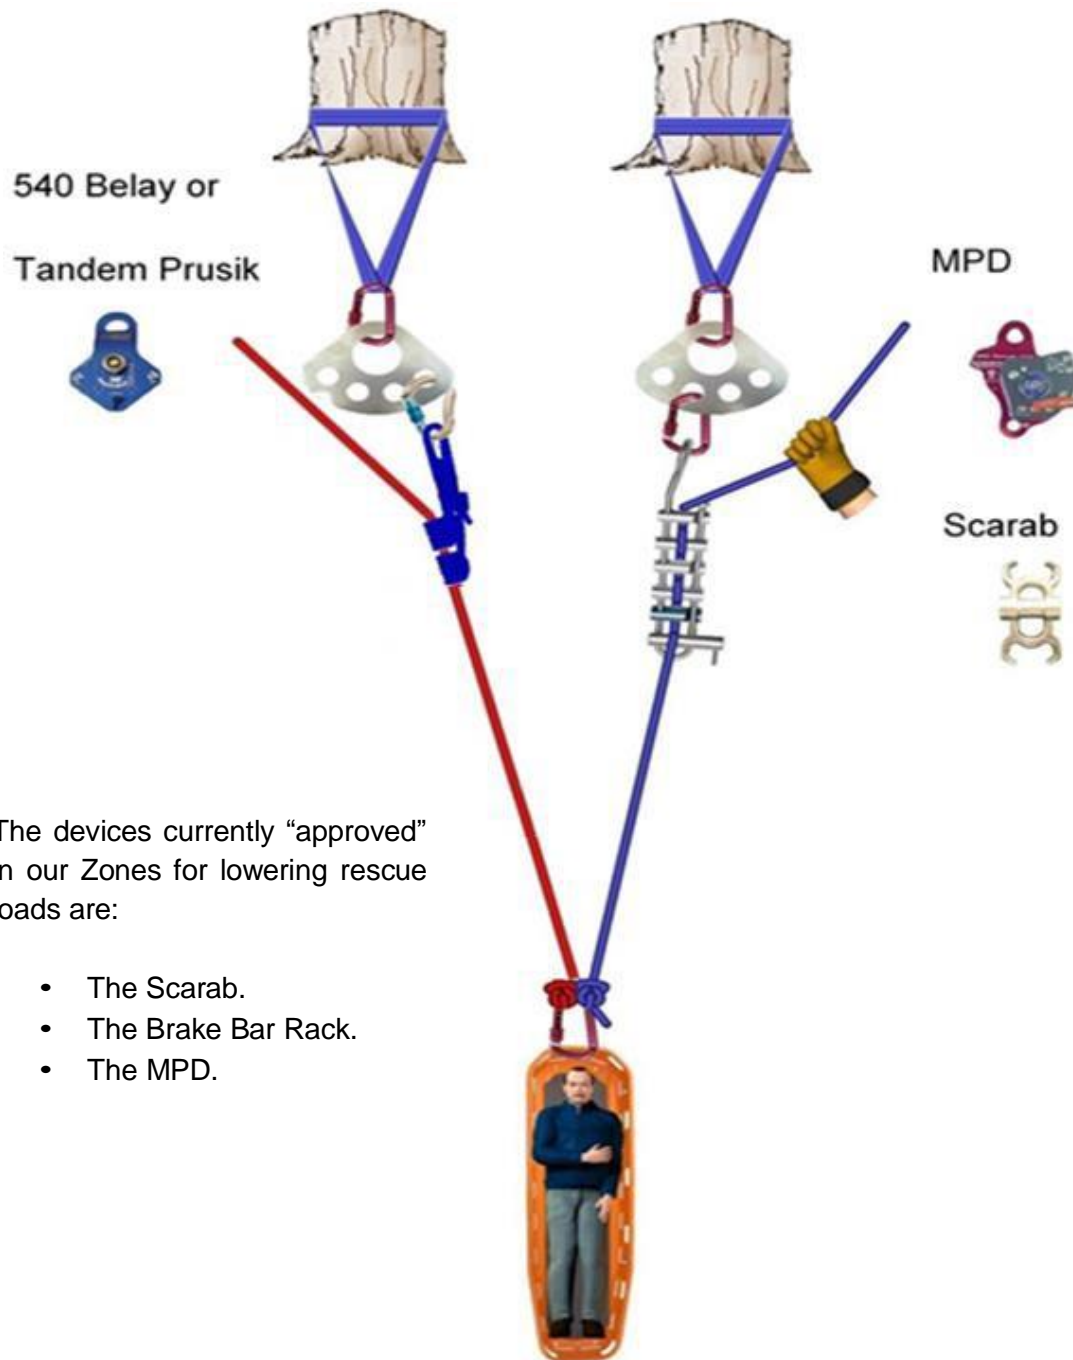 540 Belay or
Tandem Prusik
MPD
Scarab
The devices currently “approved”
in our Zones for lowering rescue
loads are:
• The Scarab.
• The Brake Bar Rack.
• The MPD.